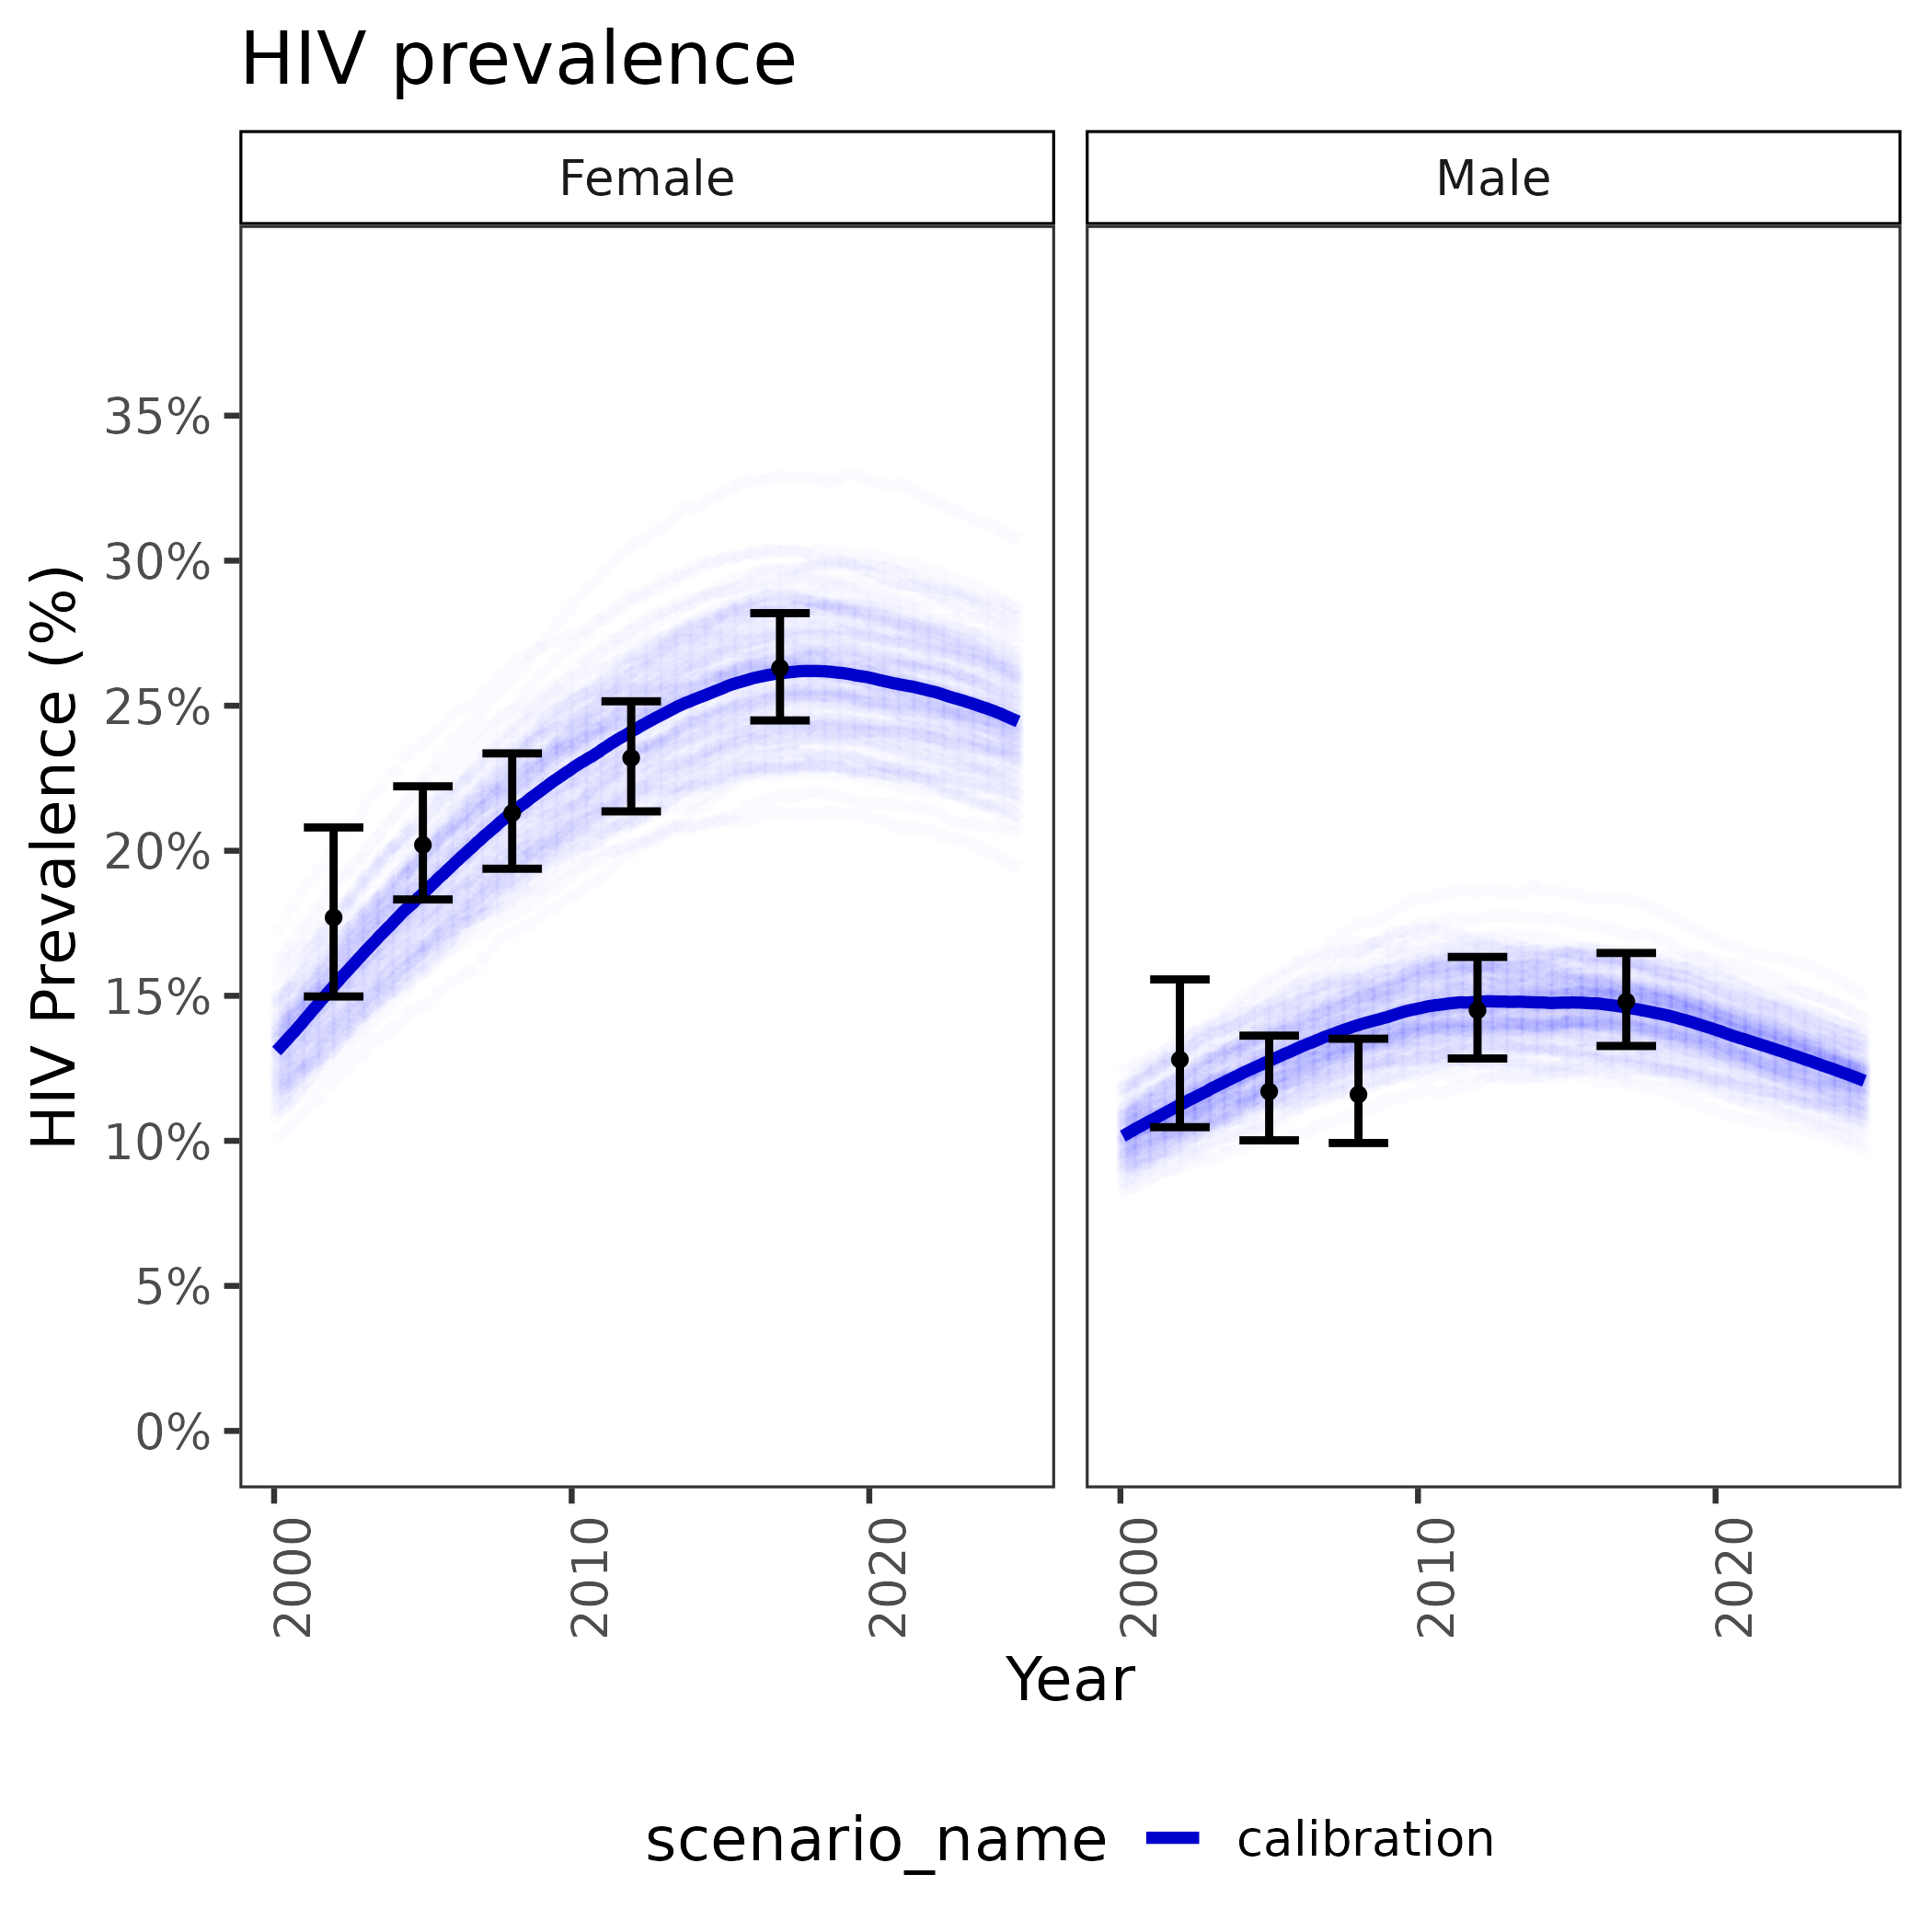 HIV prevalence
Female
Male
HIV Prevalence (%)
35%
30%
25%
20%
15%
10%
5%
0%
2000
2010
2020
2000
2010
2020
Year
scenario_name
calibration